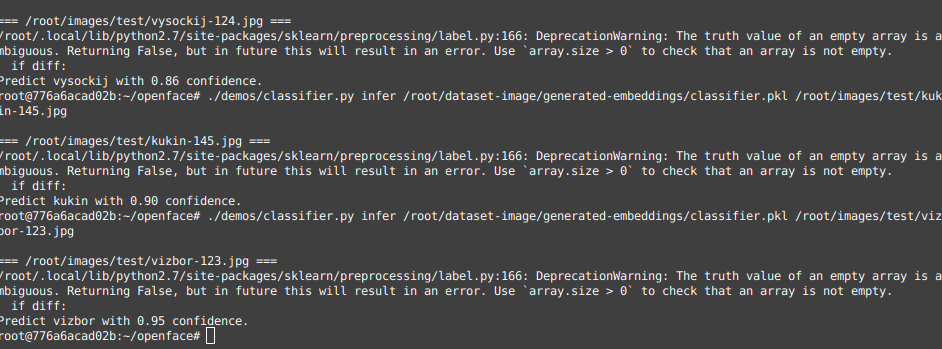 === /root/images/test/vysockij-124.jpg ===
/root/.local/lib/python2.7/site-packages/sklearn/preprocessing/label.py:166: DeprecationWarning: The truth value of an empty array is a
mbiguous. Returning False, but in future this will result in an error. Use `array.size > 0` to check that an array is not empty.
  if diff:
Predict vysockij with 0.86 confidence.
root@776a6acad02b:~/openface# ./demos/classifier.py infer /root/dataset-image/generated-embeddings/classifier.pkl /root/images/test/kuk
in-145.jpg
=== /root/images/test/kukin-145.jpg ===
/root/.local/lib/python2.7/site-packages/sklearn/preprocessing/label.py:166: DeprecationWarning: The truth value of an empty array is a
mbiguous. Returning False, but in future this will result in an error. Use `array.size > 0` to check that an array is not empty.
  if diff:
Predict kukin with 0.90 confidence.
root@776a6acad02b:~/openface# ./demos/classifier.py infer /root/dataset-image/generated-embeddings/classifier.pkl /root/images/test/viz
bor-123.jpg
=== /root/images/test/vizbor-123.jpg ===
/root/.local/lib/python2.7/site-packages/sklearn/preprocessing/label.py:166: DeprecationWarning: The truth value of an empty array is a
mbiguous. Returning False, but in future this will result in an error. Use `array.size > 0` to check that an array is not empty.
  if diff:
Predict vizbor with 0.95 confidence.
root@776a6acad02b:~/openface#